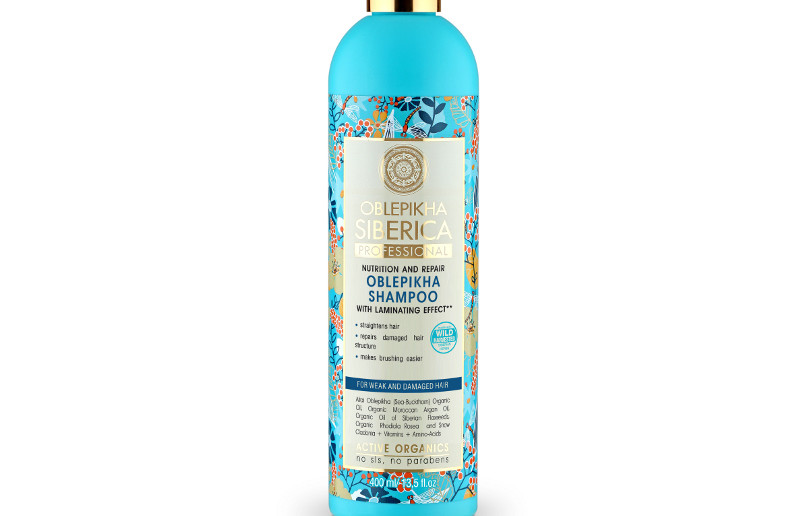 OBLEPIKHA
SIBERICA
PROFESSIONAL
NUTRITION AND REPAIR
OBLEPIKHA
SHAMPOO
WITH LAMINATING EFFECT**
• straightens hair
• repairs damaged hair
structure
• makes brushing easier
WILD
HARVESTED
FOR WEAK AND DAMAGED HAIR
Altai Oblepikha (Sea-Buckthorn) Organic
Oil, Organic Moroccan Argan Oil,
Organic Oil of Siberian Flaxseeds,
Organic Rhodiola Rosea and Snow
Cladonia + Vitamins + Amino-Acids
ACTIVE ORGANICS
no sls, no parabens
400 ml/ 13,5 fl.oz